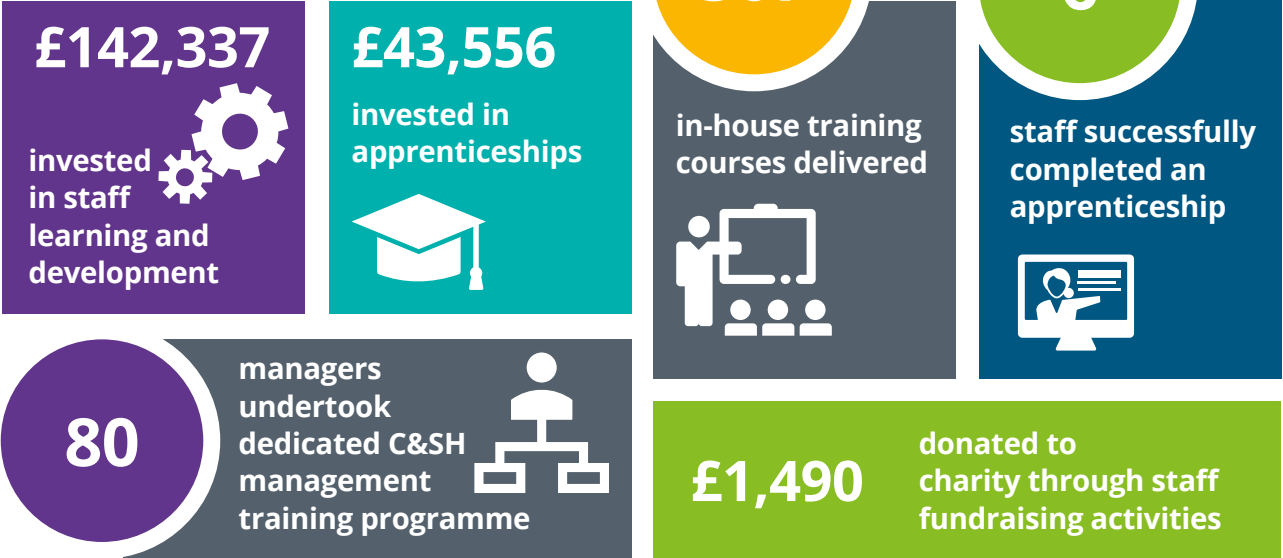 £142,337
invested
in staff
learning and
development
£43,556
invested in
apprenticeships
in-house training
courses delivered
staff successfully
completed an
apprenticeship
80
managers
undertook
dedicated C&SH
management
training programme
£1,490
donated to
charity through staff
fundraising activities